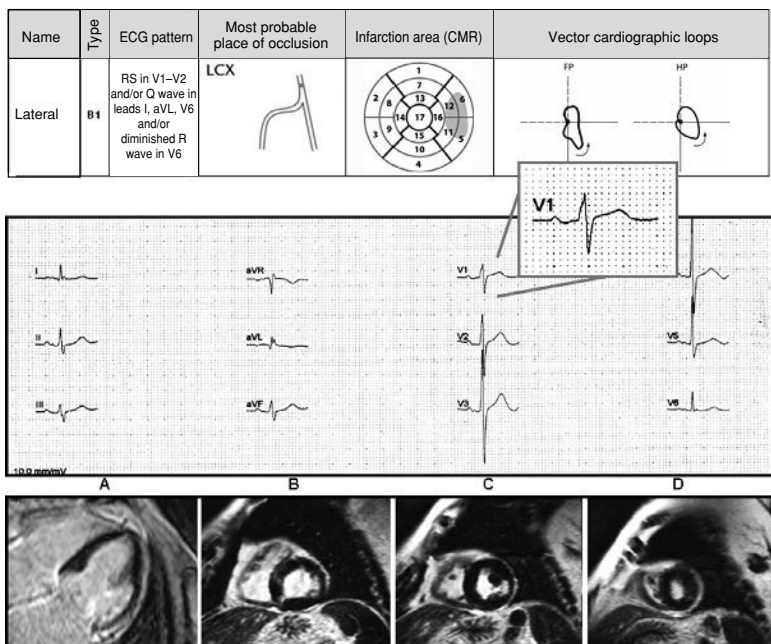 Name
Type
ECG pattern
Most probable
place of occlusion
Infarction area (CMR)
Vector cardiographic loops
Lateral
B1
RS in V1–V2
and/or Q wave in
leads I, aVL, V6
and/or
diminished R
wave in V6
LCX
1
7
13
2
8
12
6
14
17
16
3
9
15
11
5
10
4
FP
HP
V1
I
aVR
V1
II
aVL
V2
V5
III
aVF
V3
V6
10.0 mm/mV
A
B
C
D